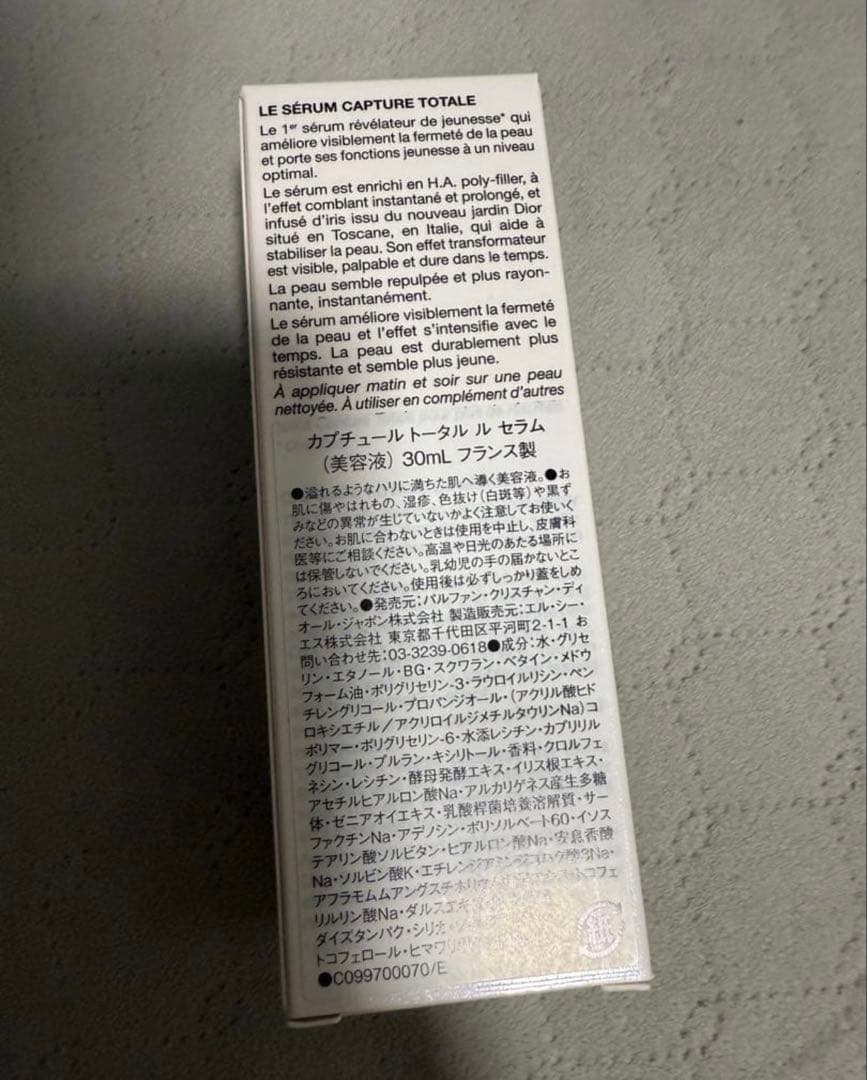 LE SÉRUM CAPTURE TOTALE
Le 1er sérum révélateur de jeunesse* qui
améliore visiblement la fermeté de la peau
et porte ses fonctions jeunesse à un niveau
optimal.
Le sérum est enrichi en H.A. poly-filler, à
l'effet comblant instantané et prolongé, et
infusé d'iris issu du nouveau jardin Dior
situé en Toscane, en Italie, qui aide à
stabiliser la peau. Son effet transformateur
est visible, palpable et dure dans le temps.
La peau semble repulpée et plus rayon-
nante, instantanément.
Le sérum améliore visiblement la fermeté
de la peau et l'effet s'intensifie avec le
temps. La peau est durablement plus
résistante et semble plus jeune.
À appliquer matin et soir sur une peau
nettoyée. À utiliser en complément d'autres
カプチュール トータル ル セラム
(美容液) 30mL フランス製
●溢れるようなハリに満ちた肌へ導く美容液。●お
肌に傷やはれもの、湿疹、色抜け(白斑等)や黒ず
みなどの異常が生じていないかよく注意してお使いく
ださい。お肌に合わないときは使用を中止し、皮膚科
医等にご相談ください。高温や日光のあたる場所に
は保管しないでください。乳幼児の手の届かないとこ
ろにおいてください。使用後は必ずしっかり蓋をしめ
てください。●発売元:パルファン・クリスチャン・ディ
オール・ジャポン株式会社 製造販売元:エル・シー・
エス株式会社 東京都千代田区平河町2-1-1 お
問い合わせ先:03-3239-0618●成分:水・グリセ
リン・エタノール・BG・スクワラン・ベタイン・メドウ
フォーム油・ポリグリセリン-3・ラウロイルリシン・ペン
チレングリコール・プロパンジオール・(アクリル酸ヒド
ロキシエチル/アクリロイルジメチルタウリンNa)コ
ポリマー・ポリグリセリン-6・水添レシチン・カプリリル
グリコール・プルラン・キシリトール・香料・クロルフェ
ネシン・レシチン・酵母発酵エキス・イリス根エキス・
アセチルヒアルロン酸Na・アルカリゲネス産生多糖
体・ゼニアオイエキス・乳酸桿菌培養溶解質・サー
ファクチンNa・アデノシン・ポリソルベート60・イソス
テアリン酸ソルビタン・ヒアルロン酸Na・安息香酸
Na・ソルビン酸K・エチレンジアミンジコハク酸3Na・
アフラモムムアングスチホリウム トコフェ
リルリン酸Na・ダルスエキス
ダイズタンパク・シリカ
トコフェロール・ヒマワリ
●C099700070/E